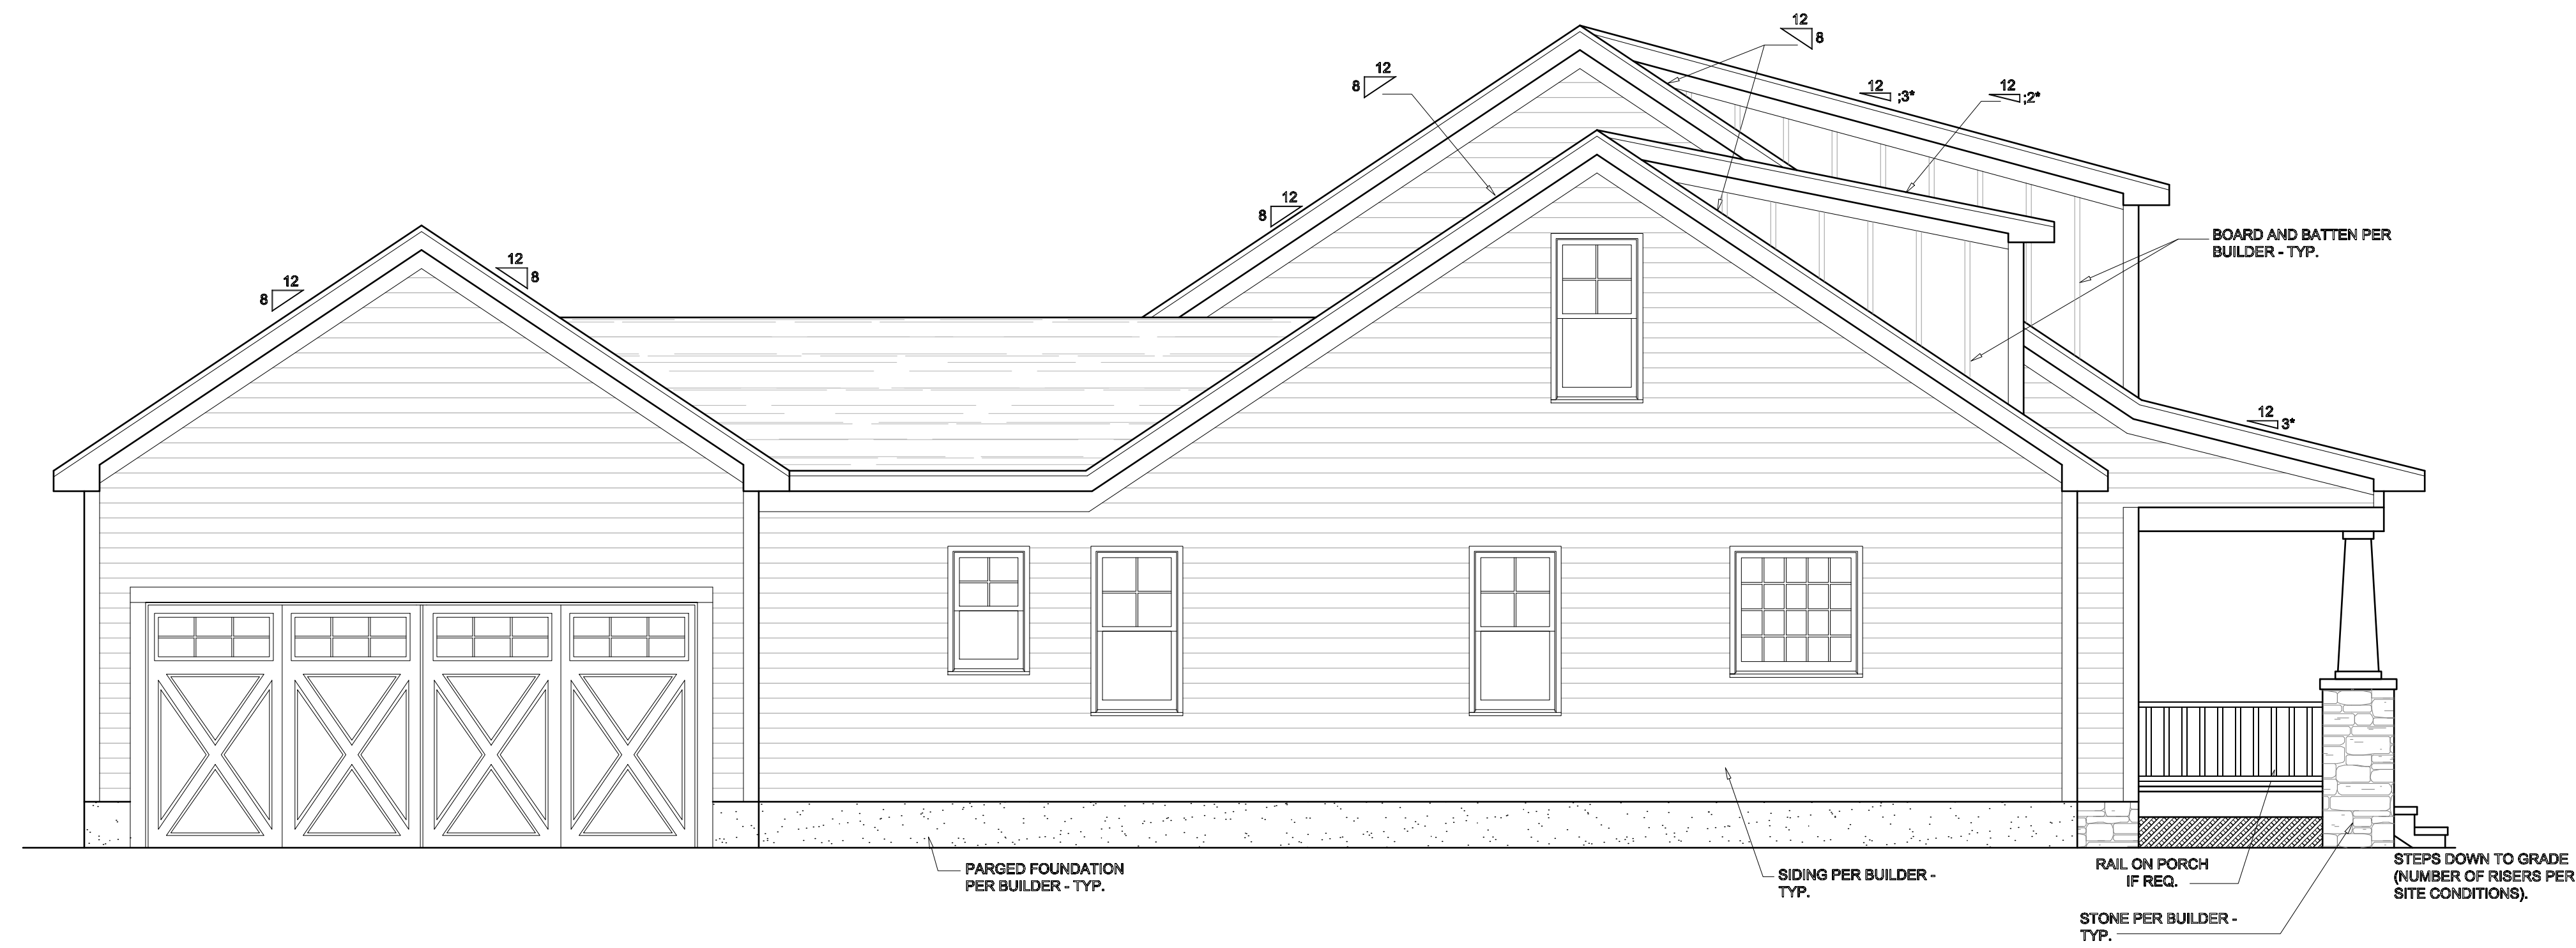 12
8
12
8
12
;3*
12
;2*
12
8
BOARD AND BATTEN PER
BUILDER - TYP.
12
8
12
8
12
3*
PARGED FOUNDATION
PER BUILDER - TYP.
SIDING PER BUILDER -
TYP.
RAIL ON PORCH
IF REQ.
STEPS DOWN TO GRADE
(NUMBER OF RISERS PER
SITE CONDITIONS).
STONE PER BUILDER -
TYP.